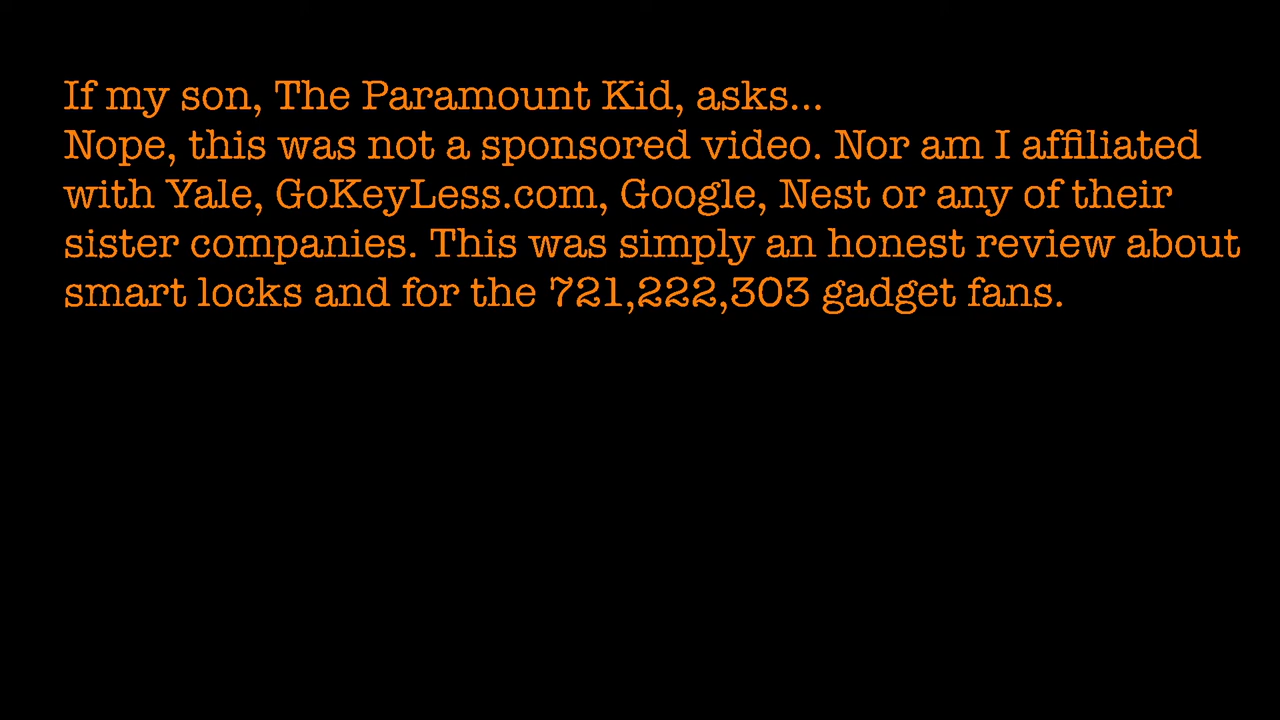 If my son, The Paramount Kid, asks...
Nope, this was not a sponsored video. Nor am I affiliated
with Yale, GoKeyLess.com, Google, Nest or any of their
sister companies. This was simply an honest review about
smart locks and for the 721,222,303 gadget fans.